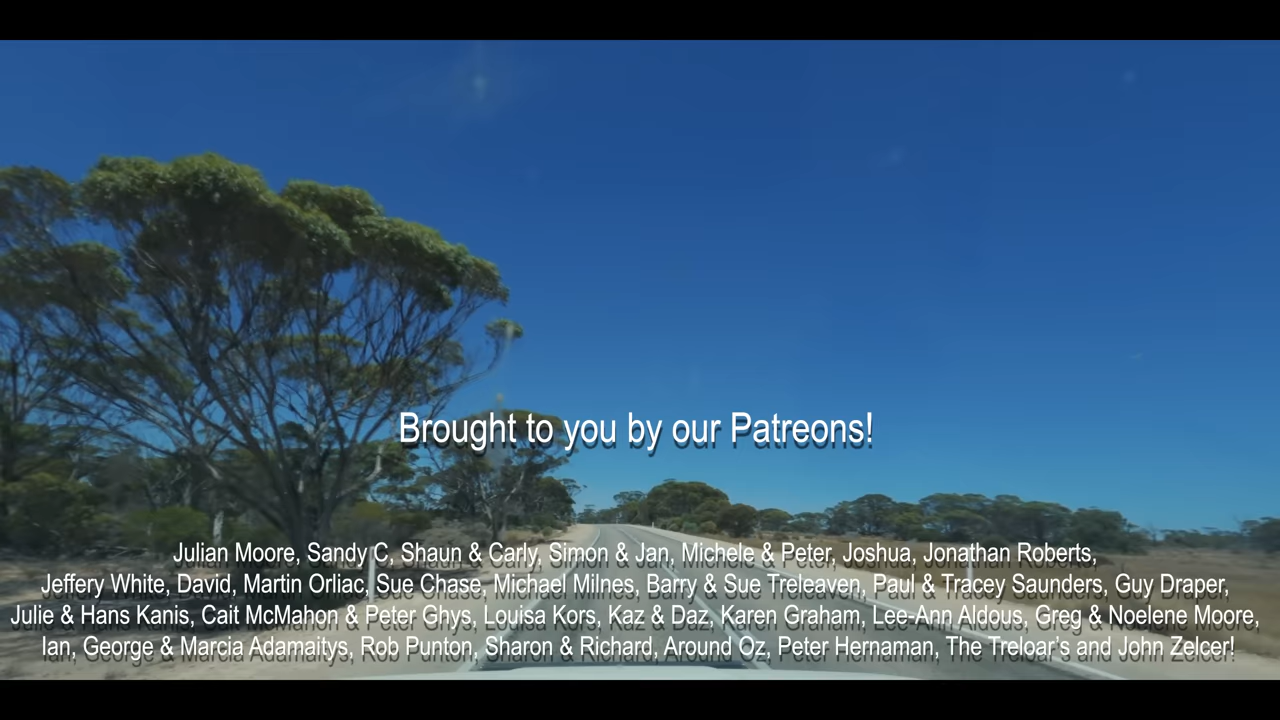 Brought to you by our Patreons!
Julian Moore, Sandy C, Shaun & Carly, Simon & Jan, Michele & Peter, Joshua, Jonathan Roberts,
Jeffery White, David, Martin Orliac, Sue Chase, Michael Milnes, Barry & Sue Treleaven, Paul & Tracey Saunders, Guy Draper,
Julie & Hans Kanis, Cait McMahon & Peter Ghys, Louisa Kors, Kaz & Daz, Karen Graham, Lee-Ann Aldous, Greg & Noelene Moore,
Ian, George & Marcia Adamaitys, Rob Punton, Sharon & Richard, Around Oz, Peter Hernaman, The Treloar's and John Zelcer!